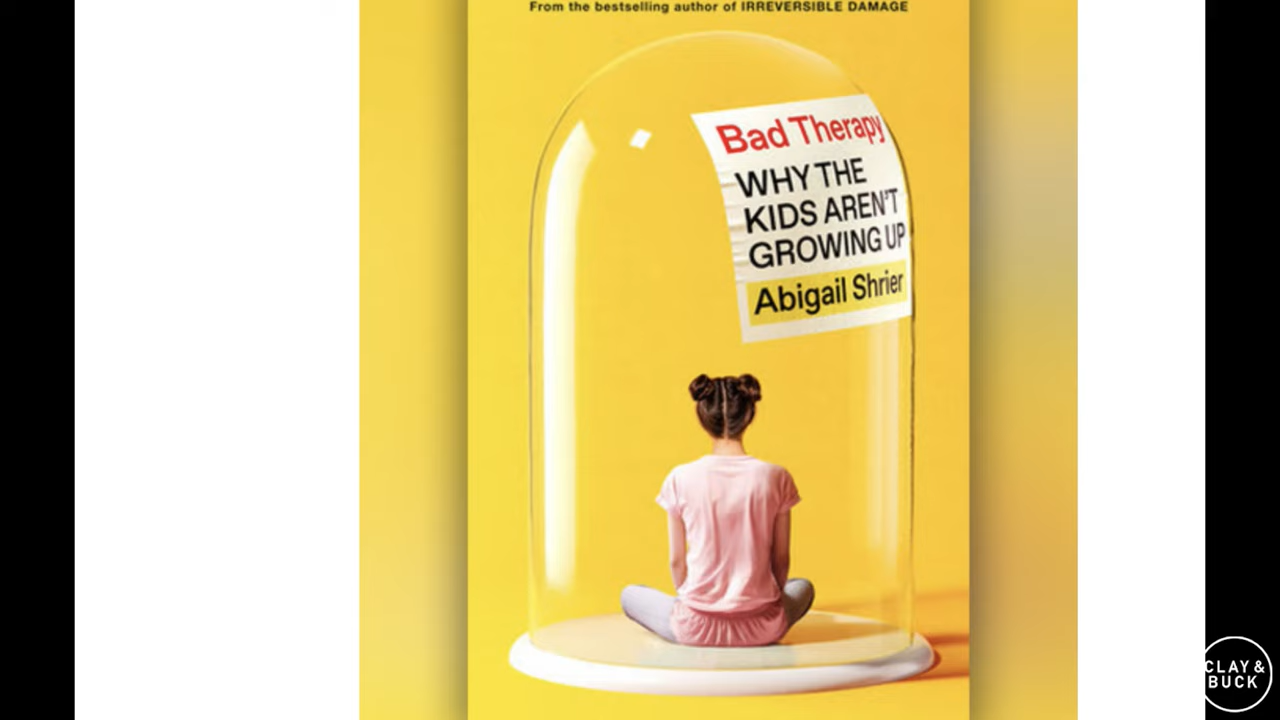 From the bestselling author of IRREVERSIBLE DAMAGE
Bad Therapy
WHY THE
KIDS AREN'T
GROWING UP
Abigail Shrier
CLAY &
BUCK